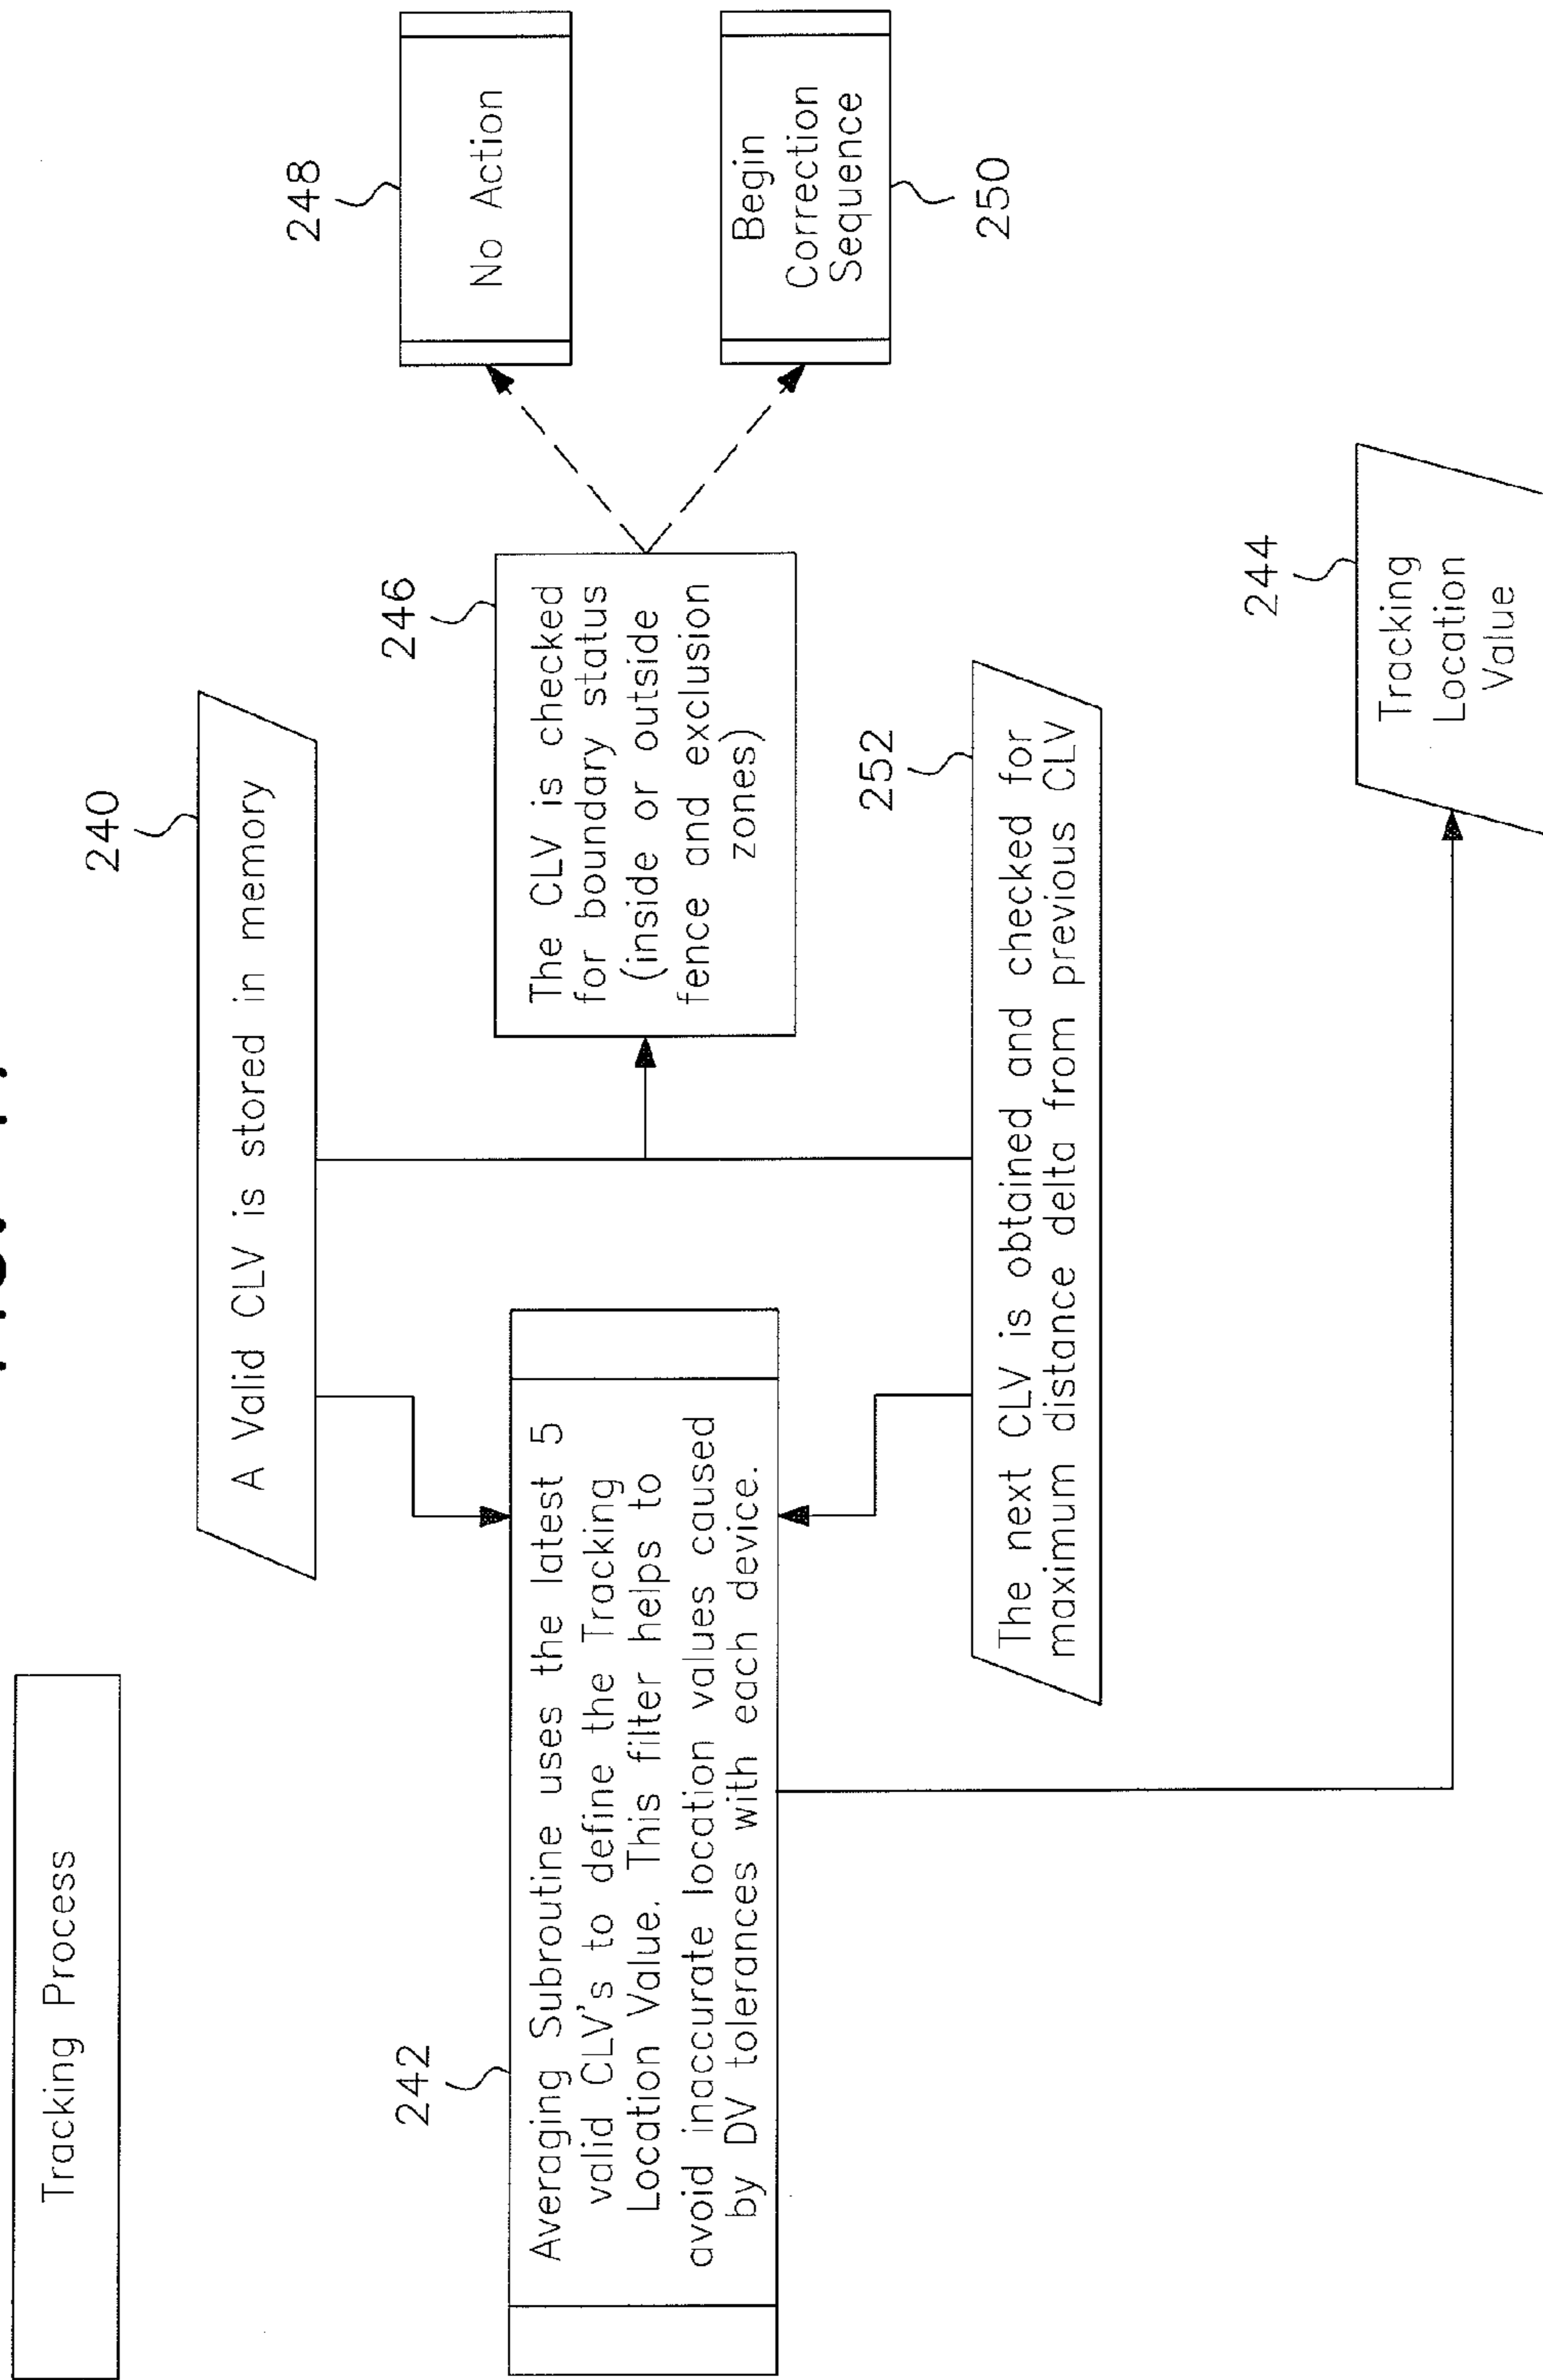 Tracking Process
240
A Valid CLV is stored in memory
242
Averaging Subroutine uses the latest 5
valid CLV's to define the Tracking
Location Value. This filter helps to
avoid inaccurate location values caused
by DV tolerances with each device.
246
The CLV is checked
for boundary status
(inside or outside
fence and exclusion
zones)
248
No Action
Begin
Correction
Sequence
250
252
The next CLV is obtained and checked for
maximum distance delta from previous CLV
244
Tracking
Location
Value